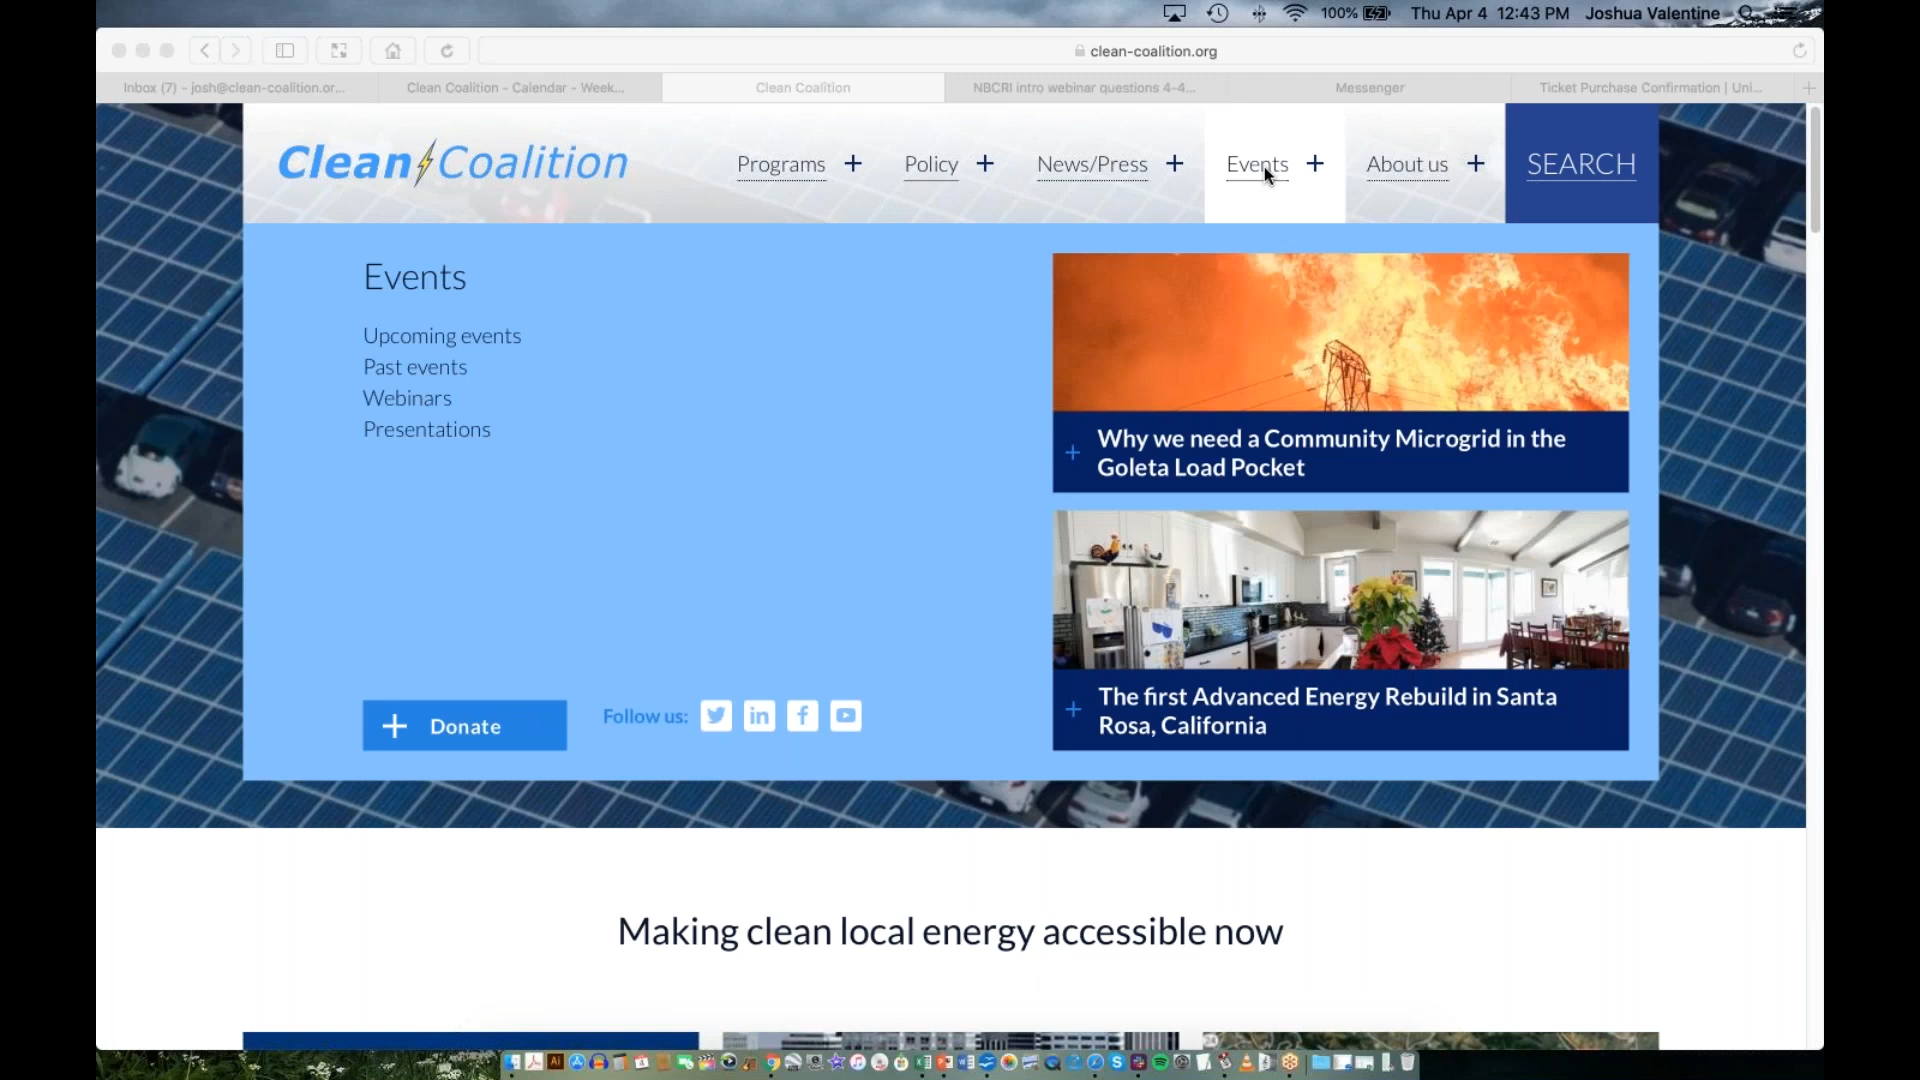 100%
Thu Apr 4 12:43 PM
Joshua Valentine
clean-coalition.org
Inbox (7) - josh@clean-coalition.or...
Clean Coalition - Calendar - Week...
Clean Coalition
NBCRI intro webinar questions 4-4...
Messenger
Ticket Purchase Confirmation | Uni...
Clean Coalition
Programs +
Policy +
News/Press +
Events +
About us +
SEARCH
Events
Upcoming events
Past events
Webinars
Presentations
+ Donate
Follow us:
+ Why we need a Community Microgrid in the
Goleta Load Pocket
+ The first Advanced Energy Rebuild in Santa
Rosa, California
Making clean local energy accessible now